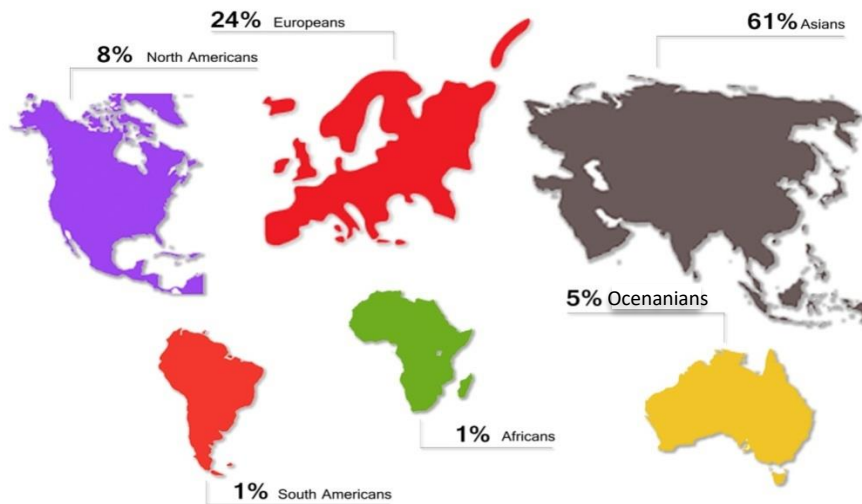 24% Europeans
61% Asians
8% North Americans
5% Ocenanians
1% Africans
1% South Americans